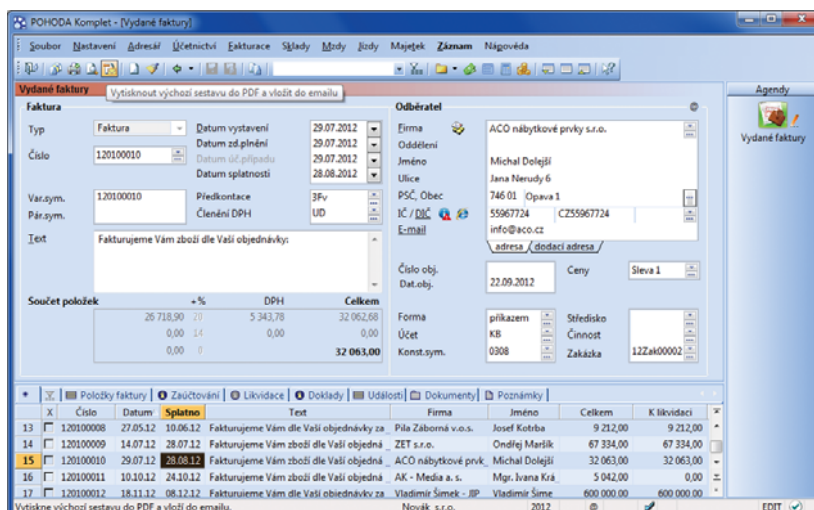 POHODA Komplet - [Vydané faktury]
Soubor Nastavení Adresář Účetnictví Fakturace Sklady Mzdy Jízdy Majetek Záznam Nápověda
Vydané faktury
Vytisknout výchozí sestavu do PDF a vložit do emailu
Agendy
Vydané faktury
Faktura
Typ Faktura
Číslo 120100010
Datum vystavení 29.07.2012
Datum zd.plnění 29.07.2012
Datum úč.případu 29.07.2012
Datum splatnosti 28.08.2012
Var.sym. 120100010
Pár.sym.
Předkontace 3Fv
Členění DPH UD
Text Fakturujeme Vám zboží dle Vaší objednávky:
Součet položek +% DPH Celkem
26 718,90 20 5 343,78 32 062,68
0,00 14 0,00 0,00
0,00 0
32 063,00
Odběratel
Firma ACO nábytkové prvky s.r.o.
Oddělení
Jméno Michal Dolejší
Ulice Jana Nerudy 6
PSČ, Obec 746 01 Opava 1
IČ / DIČ 55967724 CZ55967724
E-mail info@aco.cz
adresa dodací adresa
Číslo obj.
Dat.obj. 22.09.2012
Ceny Sleva 1
Forma příkazem Středisko
Účet KB Činnost
Konst.sym. 0308 Zakázka 12Zak00002
Položky faktury Zaúčtování Likvidace Doklady Události Dokumenty Poznámky
X Číslo Datum Splatno Text Firma Jméno Celkem K likvidaci
13 120100008 27.05.12 10.06.12 Fakturujeme Vám zboží dle Vaší objednávky za Pila Záborná v.o.s. Josef Kotrba 9 212,00 9 212,00
14 120100009 14.07.12 28.07.12 Fakturujeme Vám zboží dle Vaší objedná ZET s.r.o. Ondřej Maršík 67 334,00 67 334,00
15 120100010 29.07.12 28.08.12 Fakturujeme Vám zboží dle Vaší objedná ACO nábytkové prvk Michal Dolejší 32 063,00 32 063,00
16 120100011 10.10.12 24.10.12 Fakturujeme Vám zboží dle Vaší objedná AK - Media a. s. Mgr. Ivana Krá 5 042,00 0,00
17 120100012 18.11.12 08.12.12 Fakturujeme Vám zboží dle Vaší objednávky za Vladimír Šimek - JIP Vladimír Šime 600 000,00 600 000,00
Vytiskne výchozí sestavu do PDF a vloží do emailu. Novák s.r.o. 2012 @ EDIT